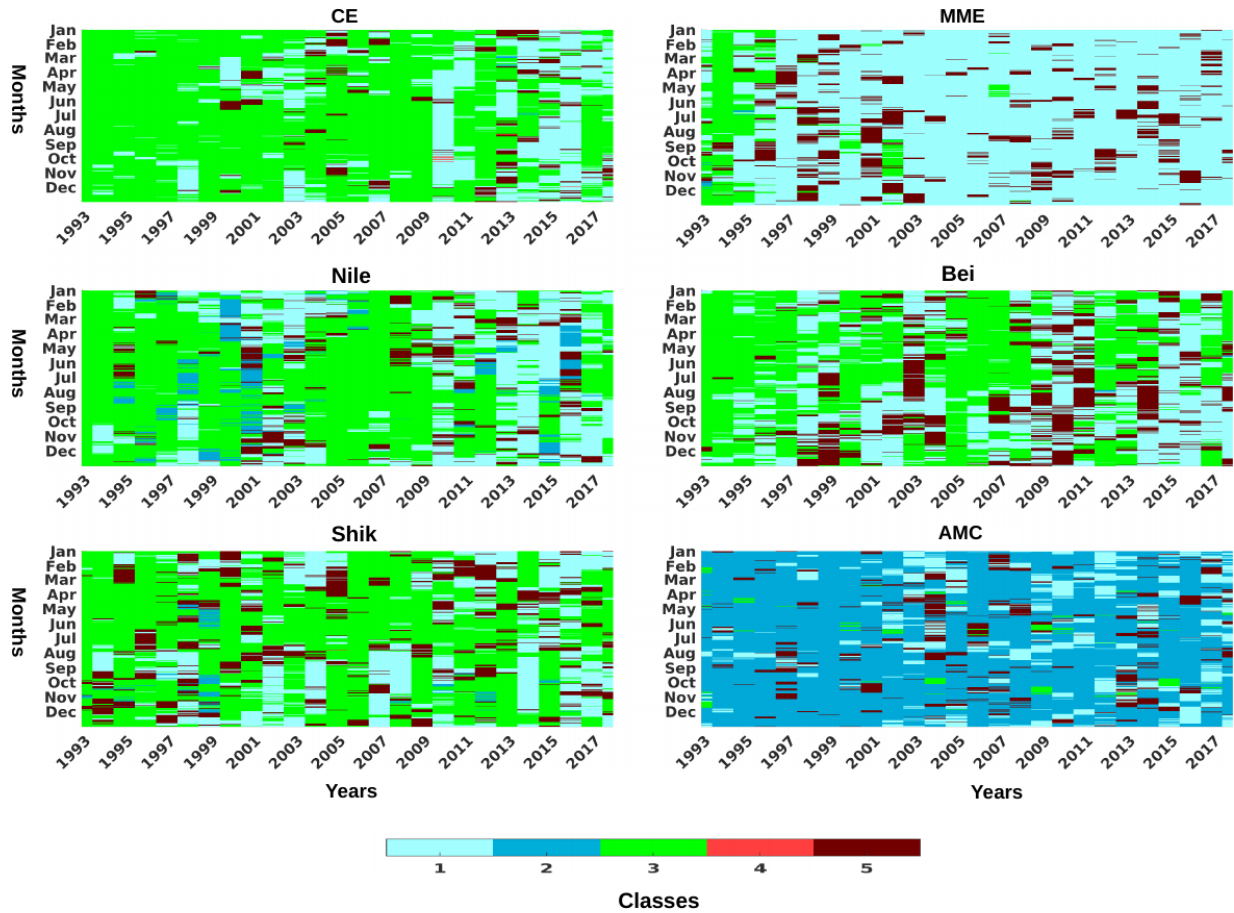 CE
Months
Jan
Feb
Mar
Apr
May
Jun
Jul
Aug
Sep
Oct
Nov
Dec
1993
1995
1997
1999
2001
2003
2005
2007
2009
2011
2013
2015
2017
MME
Jan
Feb
Mar
Apr
May
Jun
Jul
Aug
Sep
Oct
Nov
Dec
1993
1995
1997
1999
2001
2003
2005
2007
2009
2011
2013
2015
2017
Nile
Months
Jan
Feb
Mar
Apr
May
Jun
Jul
Aug
Sep
Oct
Nov
Dec
1993
1995
1997
1999
2001
2003
2005
2007
2009
2011
2013
2015
2017
Bei
Jan
Feb
Mar
Apr
May
Jun
Jul
Aug
Sep
Oct
Nov
Dec
1993
1995
1997
1999
2001
2003
2005
2007
2009
2011
2013
2015
2017
Shik
Months
Jan
Feb
Mar
Apr
May
Jun
Jul
Aug
Sep
Oct
Nov
Dec
1993
1995
1997
1999
2001
2003
2005
2007
2009
2011
2013
2015
2017
Years
AMC
Jan
Feb
Mar
Apr
May
Jun
Jul
Aug
Sep
Oct
Nov
Dec
1993
1995
1997
1999
2001
2003
2005
2007
2009
2011
2013
2015
2017
Years
1 2 3 4 5
Classes